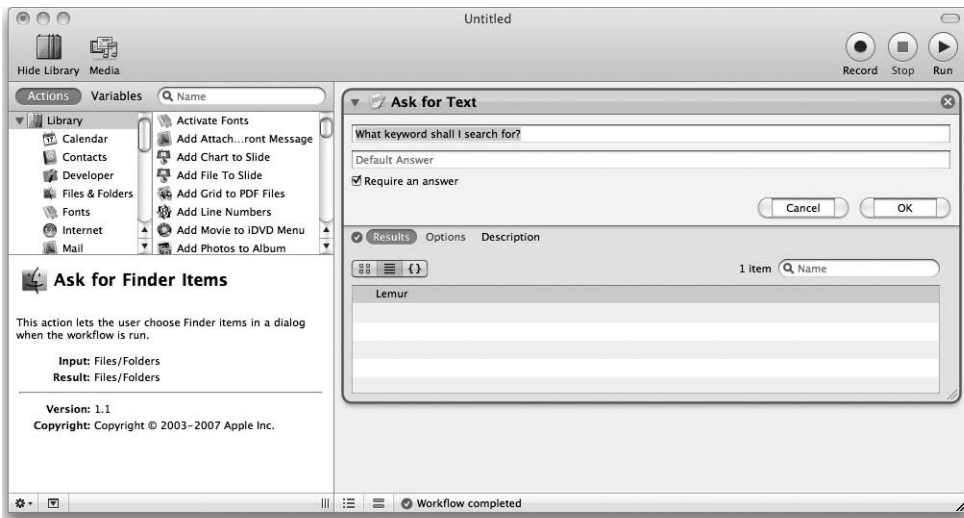 Untitled
Hide Library Media
Record Stop Run
Actions Variables Name
Library
Calendar
Contacts
Developer
Files & Folders
Fonts
Internet
Mail
Activate Fonts
Add Attach...ront Message
Add Chart to Slide
Add File To Slide
Add Grid to PDF Files
Add Line Numbers
Add Movie to iDVD Menu
Add Photos to Album
Ask for Finder Items
This action lets the user choose Finder items in a dialog
when the workflow is run.
Input: Files/Folders
Result: Files/Folders
Version: 1.1
Copyright: Copyright © 2003–2007 Apple Inc.
Ask for Text
What keyword shall I search for?
Default Answer
Require an answer
Cancel OK
Results Options Description
{} 1 item Name
Lemur
Workflow completed